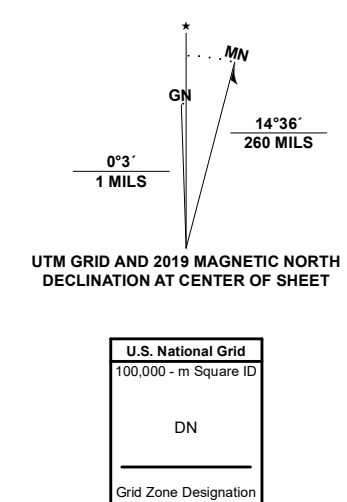 ★
MN
GN
14°36´
260 MILS
0°3´
1 MILS
UTM GRID AND 2019 MAGNETIC NORTH
DECLINATION AT CENTER OF SHEET
U.S. National Grid
100,000 - m Square ID
DN
Grid Zone Designation